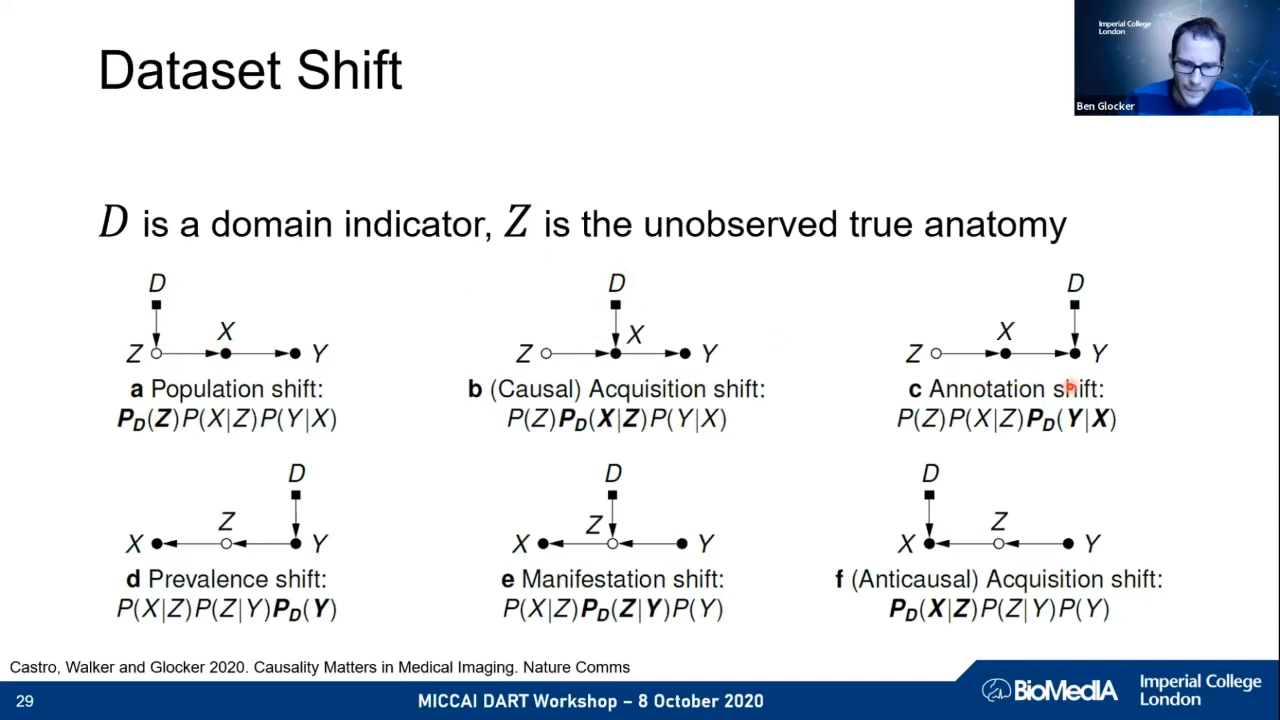 Dataset Shift
Imperial College
London
Ben Glocker
D is a domain indicator, Z is the unobserved true anatomy
D
Z X Y
a Population shift:
P_D(Z)P(X|Z)P(Y|X)
D
Z X Y
b (Causal) Acquisition shift:
P(Z)P_D(X|Z)P(Y|X)
D
Z X Y
c Annotation shift:
P(Z)P(X|Z)P_D(Y|X)
D
X Z Y
d Prevalence shift:
P(X|Z)P(Z|Y)P_D(Y)
D
X Z Y
e Manifestation shift:
P(X|Z)P_D(Z|Y)P(Y)
D
X Z Y
f (Anticausal) Acquisition shift:
P_D(X|Z)P(Z|Y)P(Y)
Castro, Walker and Glocker 2020. Causality Matters in Medical Imaging. Nature Comms
29
MICCAI DART Workshop – 8 October 2020
BioMedIA
Imperial College
London